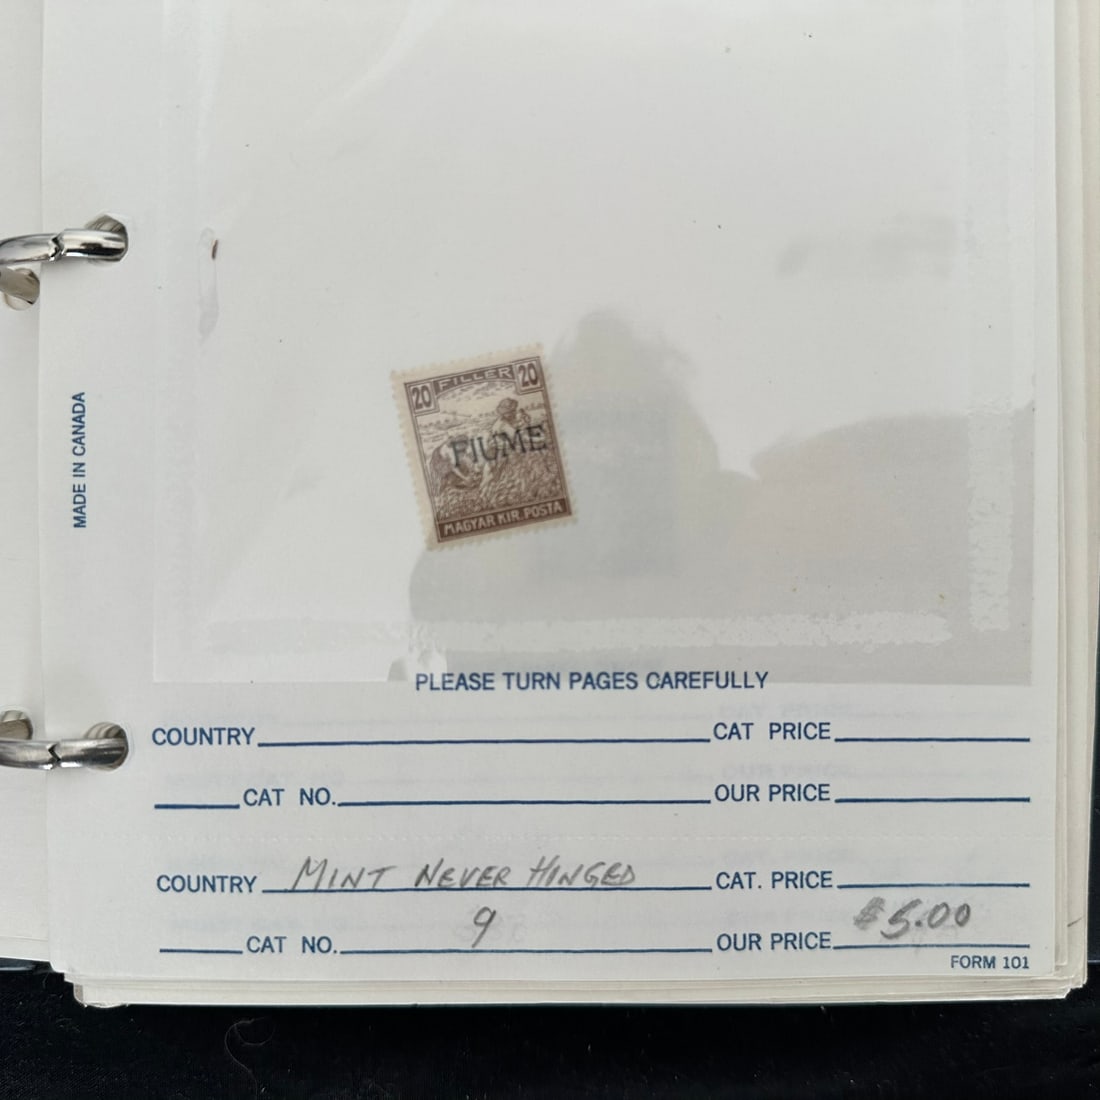 MADE IN CANADA
20 FILLER 20
FIUME
MAGYAR KIR. POSTA
PLEASE TURN PAGES CAREFULLY
COUNTRY CAT PRICE
CAT NO. OUR PRICE
COUNTRY MINT NEVER HINGED CAT. PRICE
CAT NO. 9 OUR PRICE $5.00
FORM 101